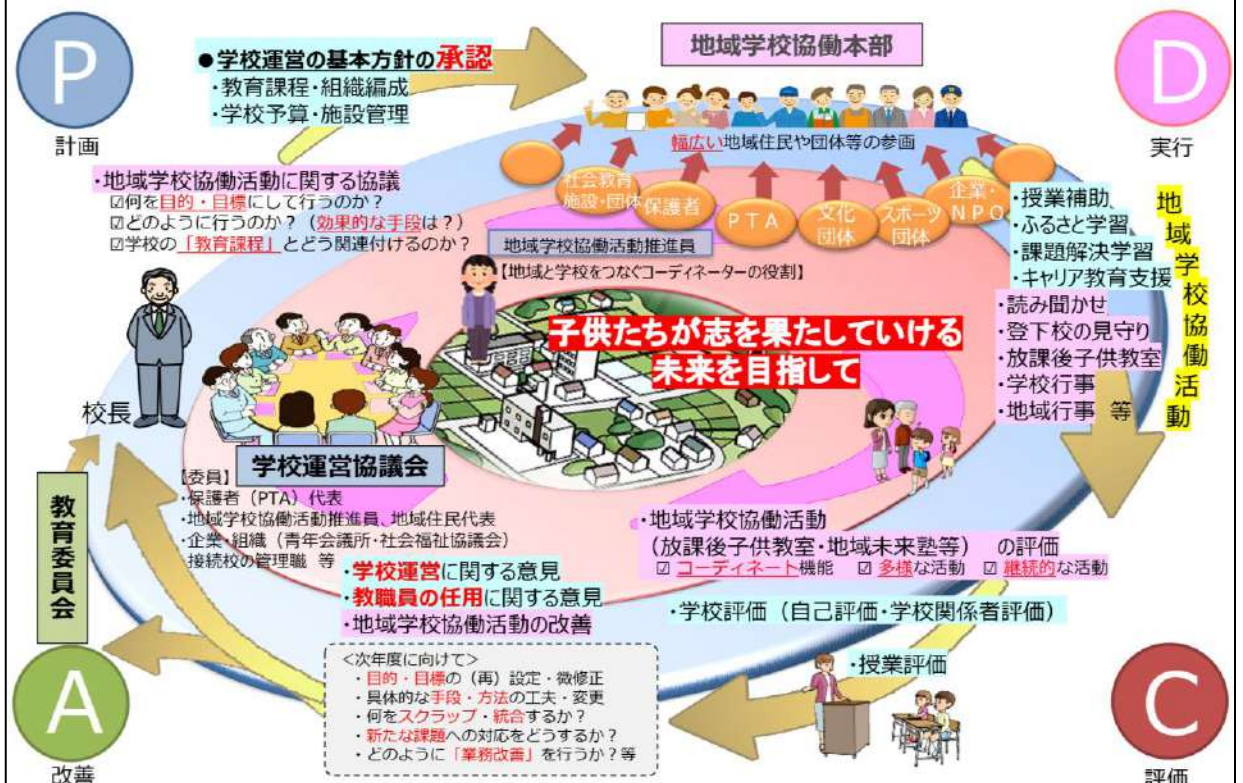 P
計画
●学校運営の基本方針の承認
・教育課程・組織編成
・学校予算・施設管理
地域学校協働本部
D
実行
幅広い地域住民や団体等の参画
社会教育
施設・団体
保護者
PTA
文化
団体
スポーツ
団体
企業・
NPO
・地域学校協働活動に関する協議
☑何を目的・目標にして行うのか?
☑どのように行うのか?(効果的な手段は?)
☑学校の「教育課程」とどう関連付けるのか?
地域学校協働活動推進員
【地域と学校をつなぐコーディネーターの役割】
・授業補助、
・ふるさと学習、
・課題解決学習
・キャリア教育支援
・読み聞かせ
・登下校の見守り
・放課後子供教室
・学校行事
・地域行事 等
地域学校協働活動
子供たちが志を果たしていける
未来を目指して
校長
学校運営協議会
【委員】
・保護者(PTA)代表
・地域学校協働活動推進員、地域住民代表
・企業・組織(青年会議所・社会福祉協議会)
接続校の管理職 等
教育委員会
・学校運営に関する意見
・教職員の任用に関する意見
・地域学校協働活動の改善
・地域学校協働活動
(放課後子供教室・地域未来塾等) の評価
☑ コーディネート機能 ☑ 多様な活動 ☑ 継続的な活動
・学校評価(自己評価・学校関係者評価)
・授業評価
<次年度に向けて>
・目的・目標の(再)設定・微修正
・具体的な手段・方法の工夫・変更
・何をスクラップ・統合するか?
・新たな課題への対応をどうするか?
・どのように「業務改善」を行うか?等
A
改善
C
評価